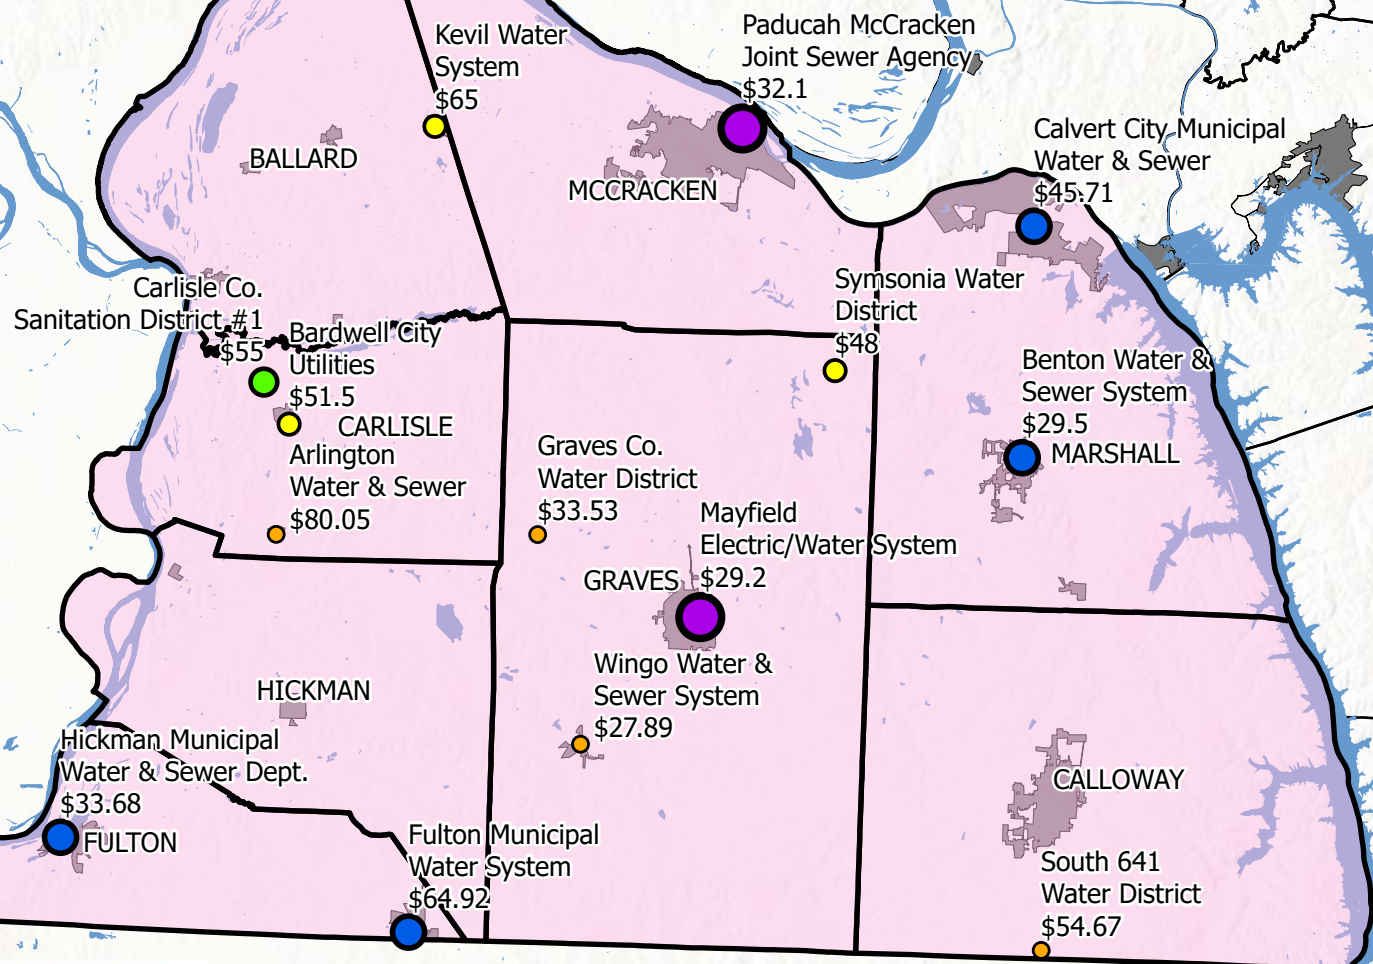 Paducah McCracken
Joint Sewer Agency
$32.1
Kevil Water
System
$65
Calvert City Municipal
Water & Sewer
$45.71
BALLARD
MCCRACKEN
Symsonia Water
District
$48
Carlisle Co.
Sanitation District #1
$55
Bardwell City
Utilities
$51.5
Benton Water &
Sewer System
$29.5
CARLISLE
MARSHALL
Arlington
Water & Sewer
$80.05
Graves Co.
Water District
$33.53
Mayfield
Electric/Water System
$29.2
GRAVES
Wingo Water &
Sewer System
$27.89
HICKMAN
Hickman Municipal
Water & Sewer Dept.
$33.68
CALLOWAY
FULTON
Fulton Municipal
Water System
$64.92
South 641
Water District
$54.67